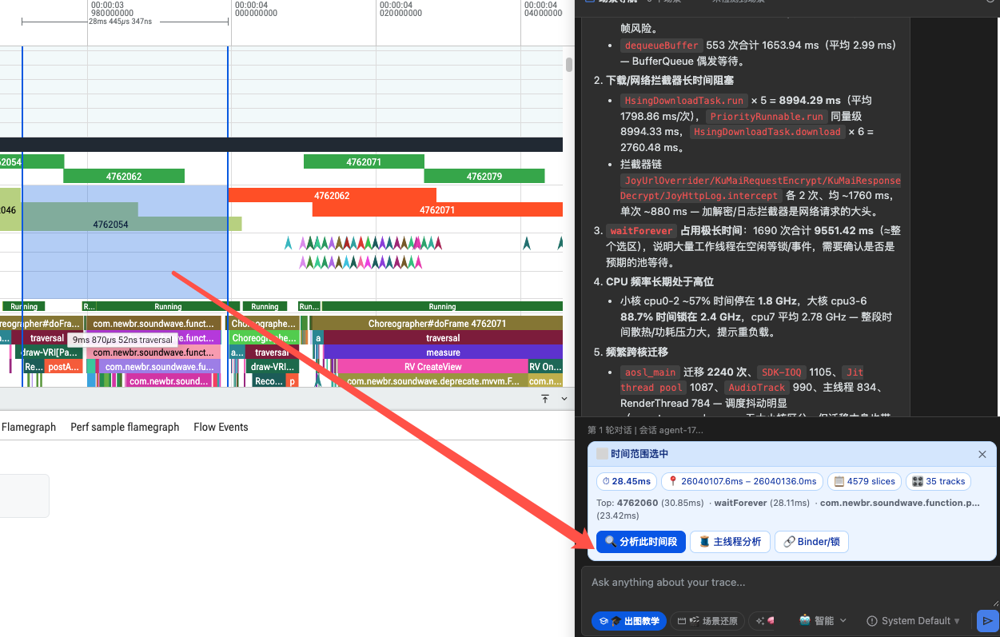 00:00:03
980000000
00:00:04
000000000
020000000
00:00:04
04000000
28ms 445µs 347ns
52054
4762062
4762071
4762079
046
4762054
4762062
4762071
Running
R...
Running
Running
Run...
Running
reographer#doFrame...
com.newbr.soundwave.funct...
Choreographe...
Choreographer#doFrame 4762071
traversal
Choreographe...
a
traversal
9ms 870µs 52ns traversal
draw-VRI[Pa...
com.newbr.soundwave.funct...
a...
traversal
measure
Re...
postA...
com.newbr.soundwave.fu...
draw-VRI...
RV CreateView
RV On...
com.newbr.sound...
Reco...
p
com.newbr.soundwave.deprecate.mvvm.F...
com.n...
Flamegraph
Perf sample flamegraph
Flow Events
帧风险。
dequeueBuffer 553 次合计 1653.94 ms（平均 2.99 ms）
— BufferQueue 偶发等待。
2. 下载/网络拦截器长时间阻塞
HsingDownloadTask.run × 5 = 8994.29 ms（平均
1798.86 ms/次），PriorityRunnable.run 同量级
8994.33 ms，HsingDownloadTask.download × 6 =
2760.48 ms。
拦截器链
JoyUrlOverrider/KuMaiRequestEncrypt/KuMaiResponse
Decrypt/JoyHttpLog.intercept 各 2 次、均 ~1760 ms，
单次 ~880 ms — 加解密/日志拦截器是网络请求的大头。
3. waitForever 占用极长时间：1690 次合计 9551.42 ms（≈整
个选区），说明大量工作线程在空闲等锁/事件，需要确认是否是
预期的池等待。
4. CPU 频率长期处于高位
小核 cpu0-2 ~57% 时间停在 1.8 GHz，大核 cpu3-6
88.7% 时间锁在 2.4 GHz，cpu7 平均 2.78 GHz — 整段时
间散热/功耗压力大，提示重负载。
5. 频繁跨核迁移
aosl_main 迁移 2240 次、SDK-IOQ 1105、Jit
thread pool 1087、AudioTrack 990、主线程 834、
RenderThread 784 — 调度抖动明显
第 1 轮对话 | 会话 agent-17...
时间范围选中
28.45ms
26040107.6ms – 26040136.0ms
4579 slices
35 tracks
Top: 4762060 (30.85ms) · waitForever (28.11ms) · com.newbr.soundwave.function.p...
(23.42ms)
分析此时间段
主线程分析
Binder/锁
Ask anything about your trace...
出图教学
场景还原
智能
System Default